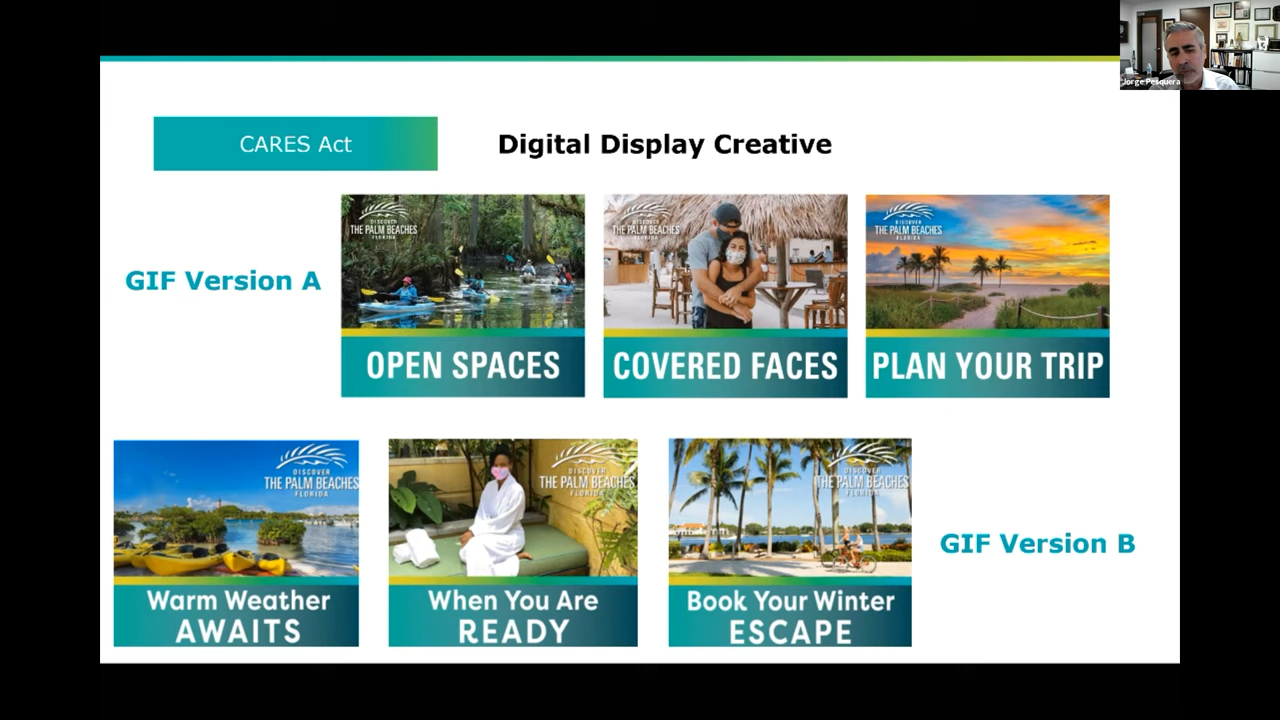 Jorge Pesquera
CARES Act
Digital Display Creative
GIF Version A
DISCOVER
THE PALM BEACHES
FLORIDA
OPEN SPACES
DISCOVER
THE PALM BEACHES
FLORIDA
COVERED FACES
DISCOVER
THE PALM BEACHES
FLORIDA
PLAN YOUR TRIP
DISCOVER
THE PALM BEACHES
FLORIDA
Warm Weather
AWAITS
DISCOVER
THE PALM BEACHES
FLORIDA
When You Are
READY
DISCOVER
THE PALM BEACHES
FLORIDA
Book Your Winter
ESCAPE
GIF Version B